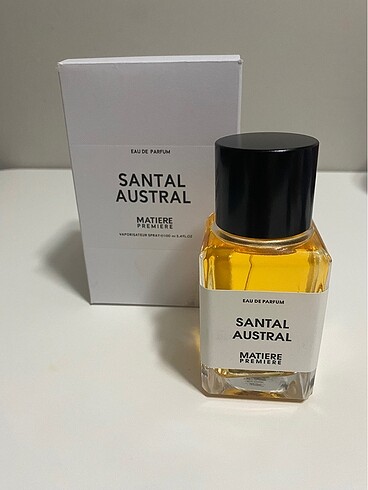 EAU DE PARFUM
SANTAL
AUSTRAL
MATIERE
PREMIERE
EAU DE PARFUM
SANTAL
AUSTRAL
MATIERE
PREMIERE